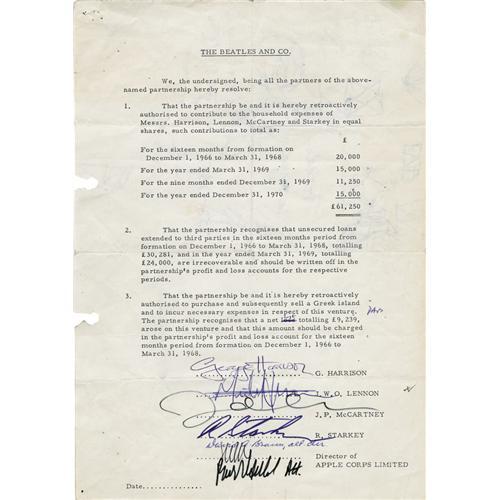 THE BEATLES AND CO.
We, the undersigned, being all the partners of the above-
named partnership hereby resolve:
1. That the partnership be and it is hereby retroactively
authorised to contribute to the household expenses of
Messrs. Harrison, Lennon, McCartney and Starkey in equal
shares, such contributions to total as:
£
For the sixteen months from formation on
December 1, 1966 to March 31, 1968 20,000
For the year ended March 31, 1969 15,000
For the nine months ended December 31, 1969 11,250
For the year ended December 31, 1970 15,000
£61,250
2. That the partnership recognises that unsecured loans
extended to third parties in the sixteen months period from
formation on December 1, 1966 to March 31, 1968, totalling
£30,281, and in the year ended March 31, 1969, totalling
£24,000, are irrecoverable and should be written off in the
partnership's profit and loss accounts for the respective
periods.
3. That the partnership be and it is hereby retroactively
authorised to purchase and subsequently sell a Greek island
and to incur necessary expenses in respect of this venture.
The partnership recognises that a net totalling £9,239,
arose on this venture and that this amount should be charged
in the partnership's profit and loss account for the sixteen
months period from formation on December 1, 1966 to
March 31, 1968.
George Harrison G. HARRISON
J.W.O. LENNON
J.P. McCARTNEY
R. Starkey R. STARKEY
Director of
APPLE CORPS LIMITED
Date